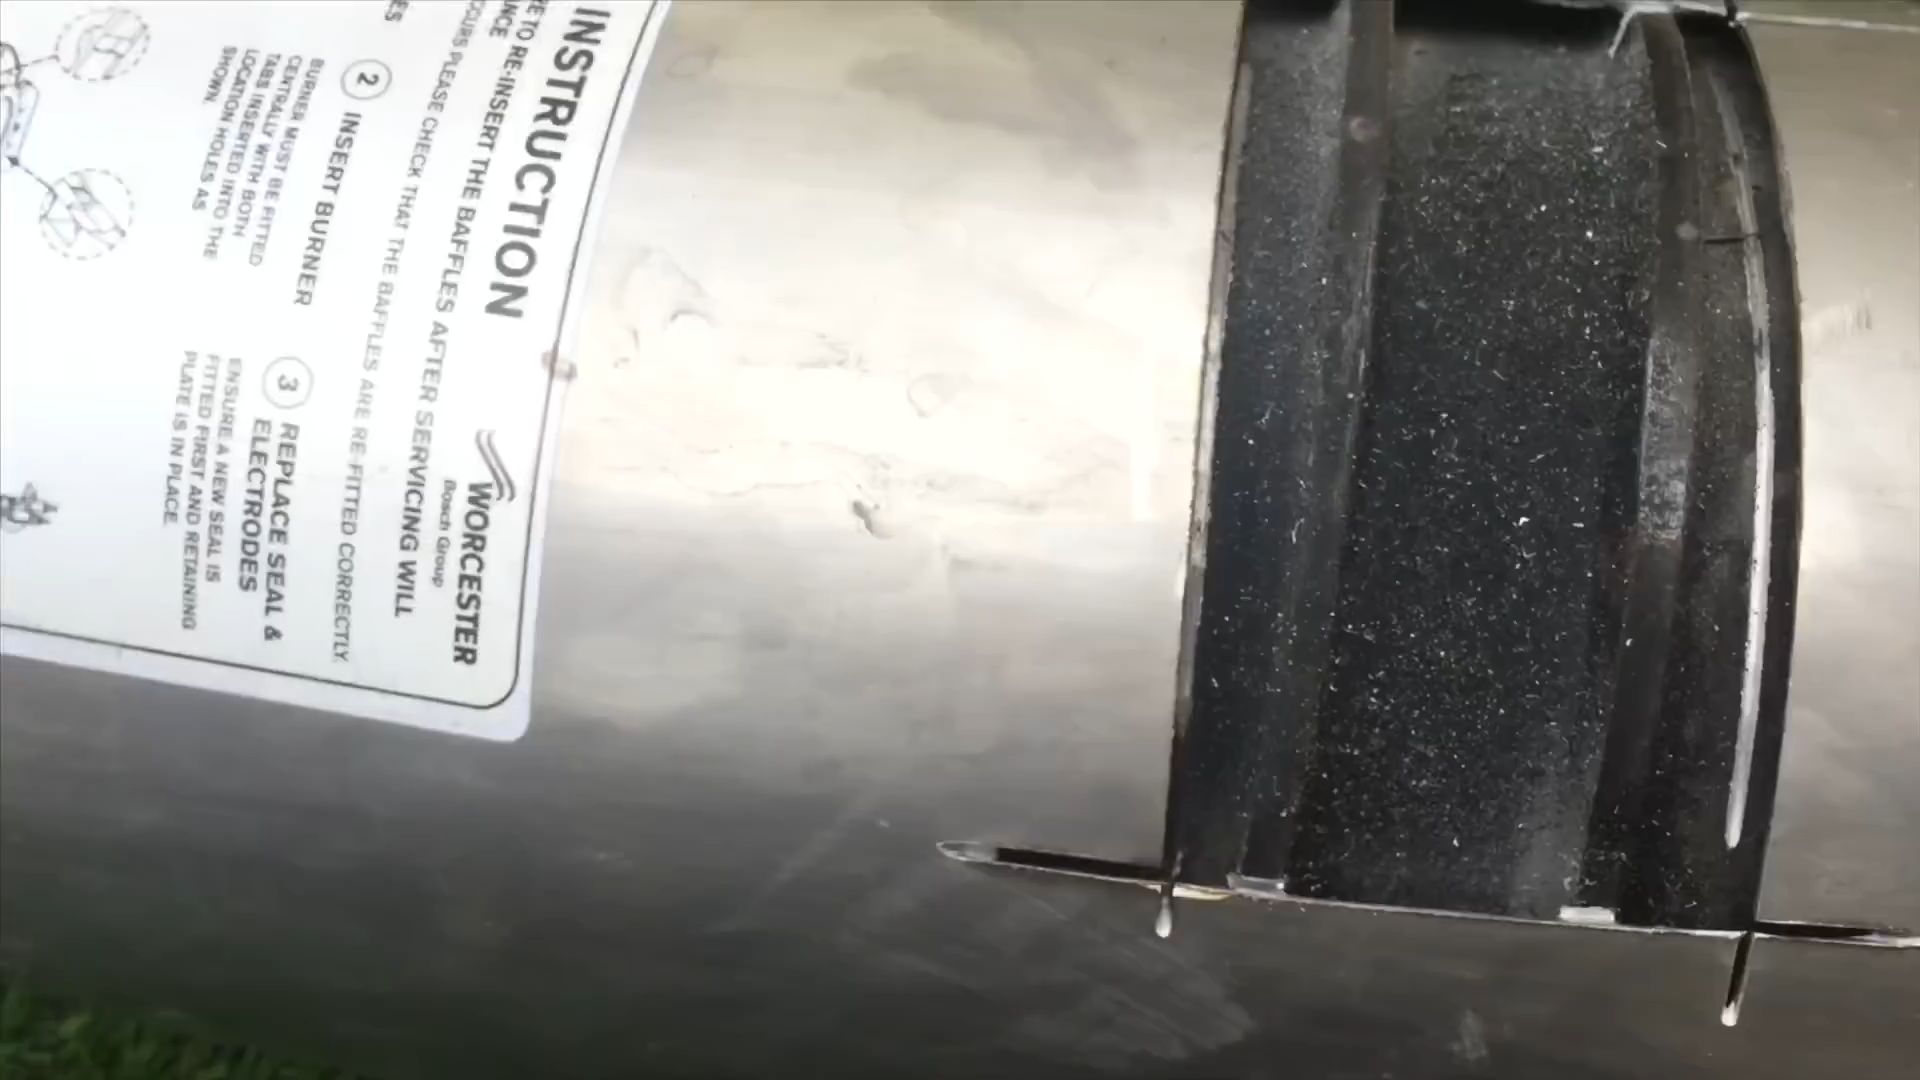 INSTRUCTION
RE TO RE-INSERT THE BAFFLES AFTER SERVICING WILL
NCE
CCURS PLEASE CHECK THAT THE BAFFLES ARE RE-FITTED CORRECTLY.
WORCESTER
Bosch Group
ES
2 INSERT BURNER
BURNER MUST BE FITTED
CENTRALLY WITH BOTH
TABS INSERTED INTO THE
LOCATION HOLES AS
SHOWN.
3 REPLACE SEAL &
ELECTRODES
ENSURE A NEW SEAL IS
FITTED FIRST AND RETAINING
PLATE IS IN PLACE.